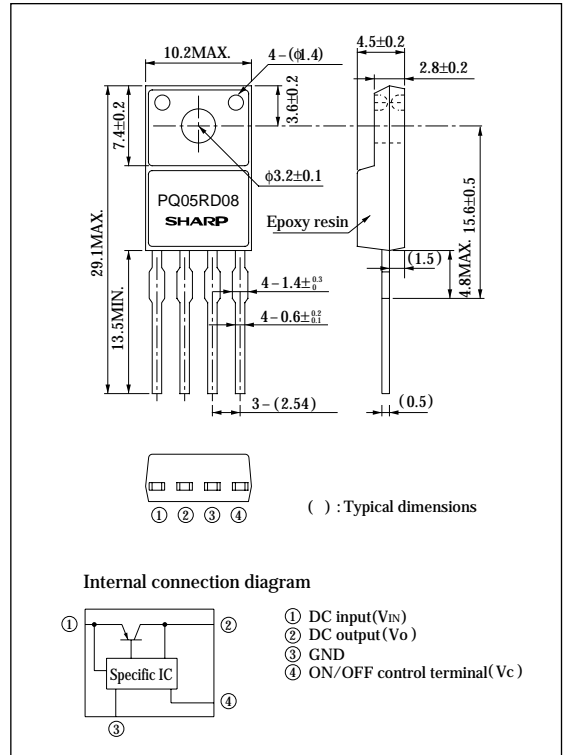 4.5±0.2
10.2MAX.
4–(ϕ1.4)
2.8±0.2
3.6±0.2
7.4±0.2
29.1MAX.
ϕ3.2±0.1
PQ05RD08
SHARP
Epoxy resin
15.6±0.5
(1.5)
4.8MAX.
13.5MIN.
4–1.4± 0.3 0
4–0.6± 0.2 0.1
3–(2.54)
(0.5)
① ② ③ ④
( ) : Typical dimensions
Internal connection diagram
①
②
Specific IC
④
③
① DC input(VIN)
② DC output(Vo)
③ GND
④ ON/OFF control terminal(Vc)